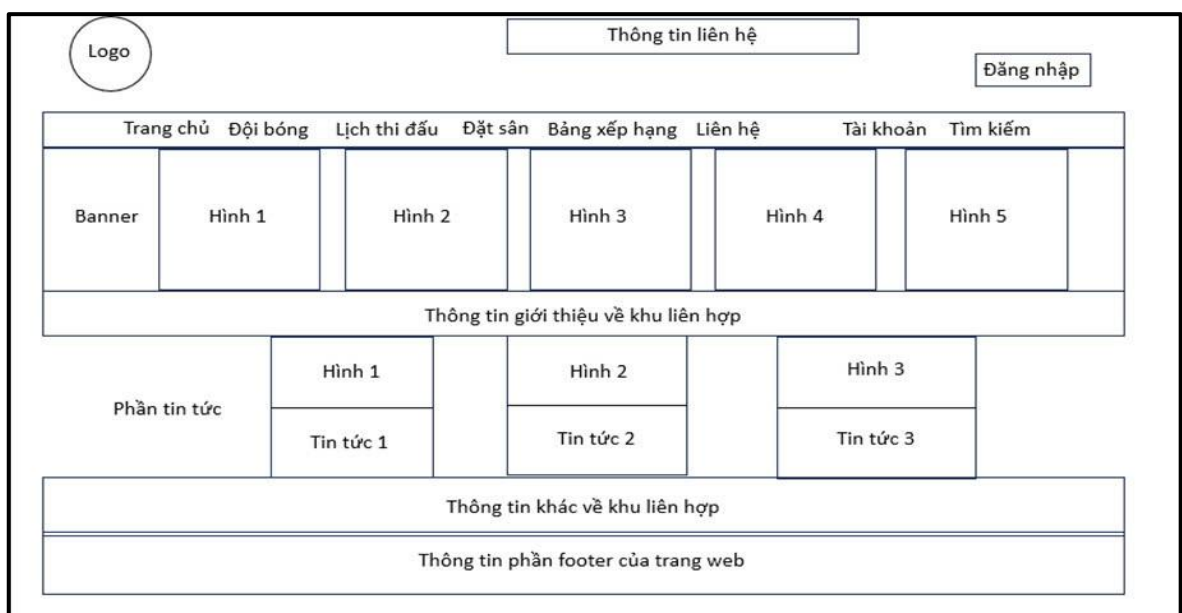 Logo
Thông tin liên hệ
Đăng nhập
Trang chủ Đội bóng Lịch thi đấu Đặt sân Bảng xếp hạng Liên hệ Tài khoản Tìm kiếm
Banner Hình 1 Hình 2 Hình 3 Hình 4 Hình 5
Thông tin giới thiệu về khu liên hợp
Hình 1 Hình 2 Hình 3
Phần tin tức
Tin tức 1 Tin tức 2 Tin tức 3
Thông tin khác về khu liên hợp
Thông tin phần footer của trang web